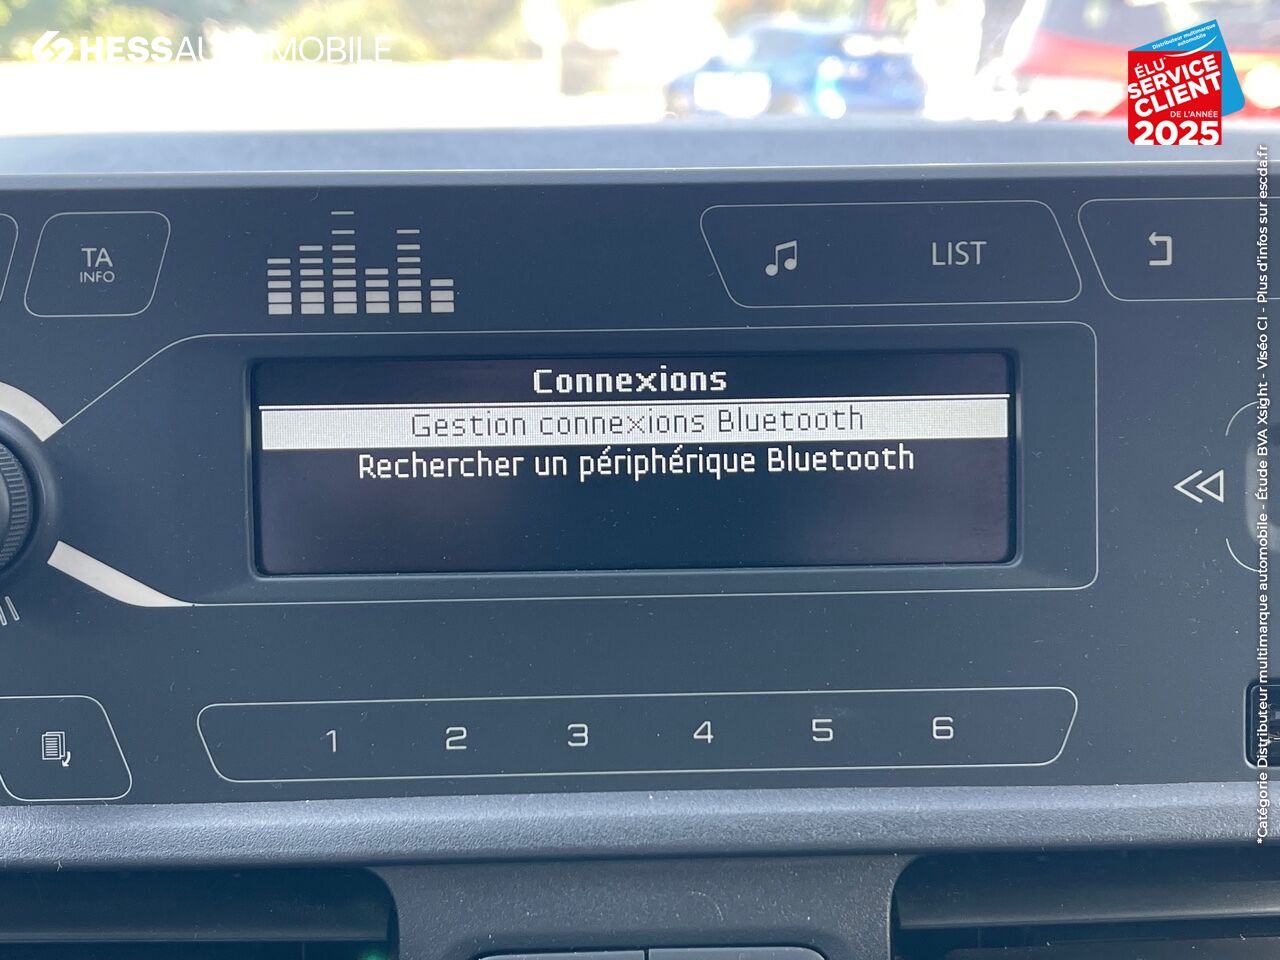 HESSAUTOMOBILE
Distributeur multimarque
automobile
ÉLU
SERVICE
CLIENT
DE L'ANNÉE
2025
*Catégorie Distributeur multimarque automobile - Étude BVA Xsight - Viséo CI - Plus d'infos sur escda.fr
TA
INFO
LIST
Connexions
Gestion connexions Bluetooth
Rechercher un périphérique Bluetooth
1 2 3 4 5 6